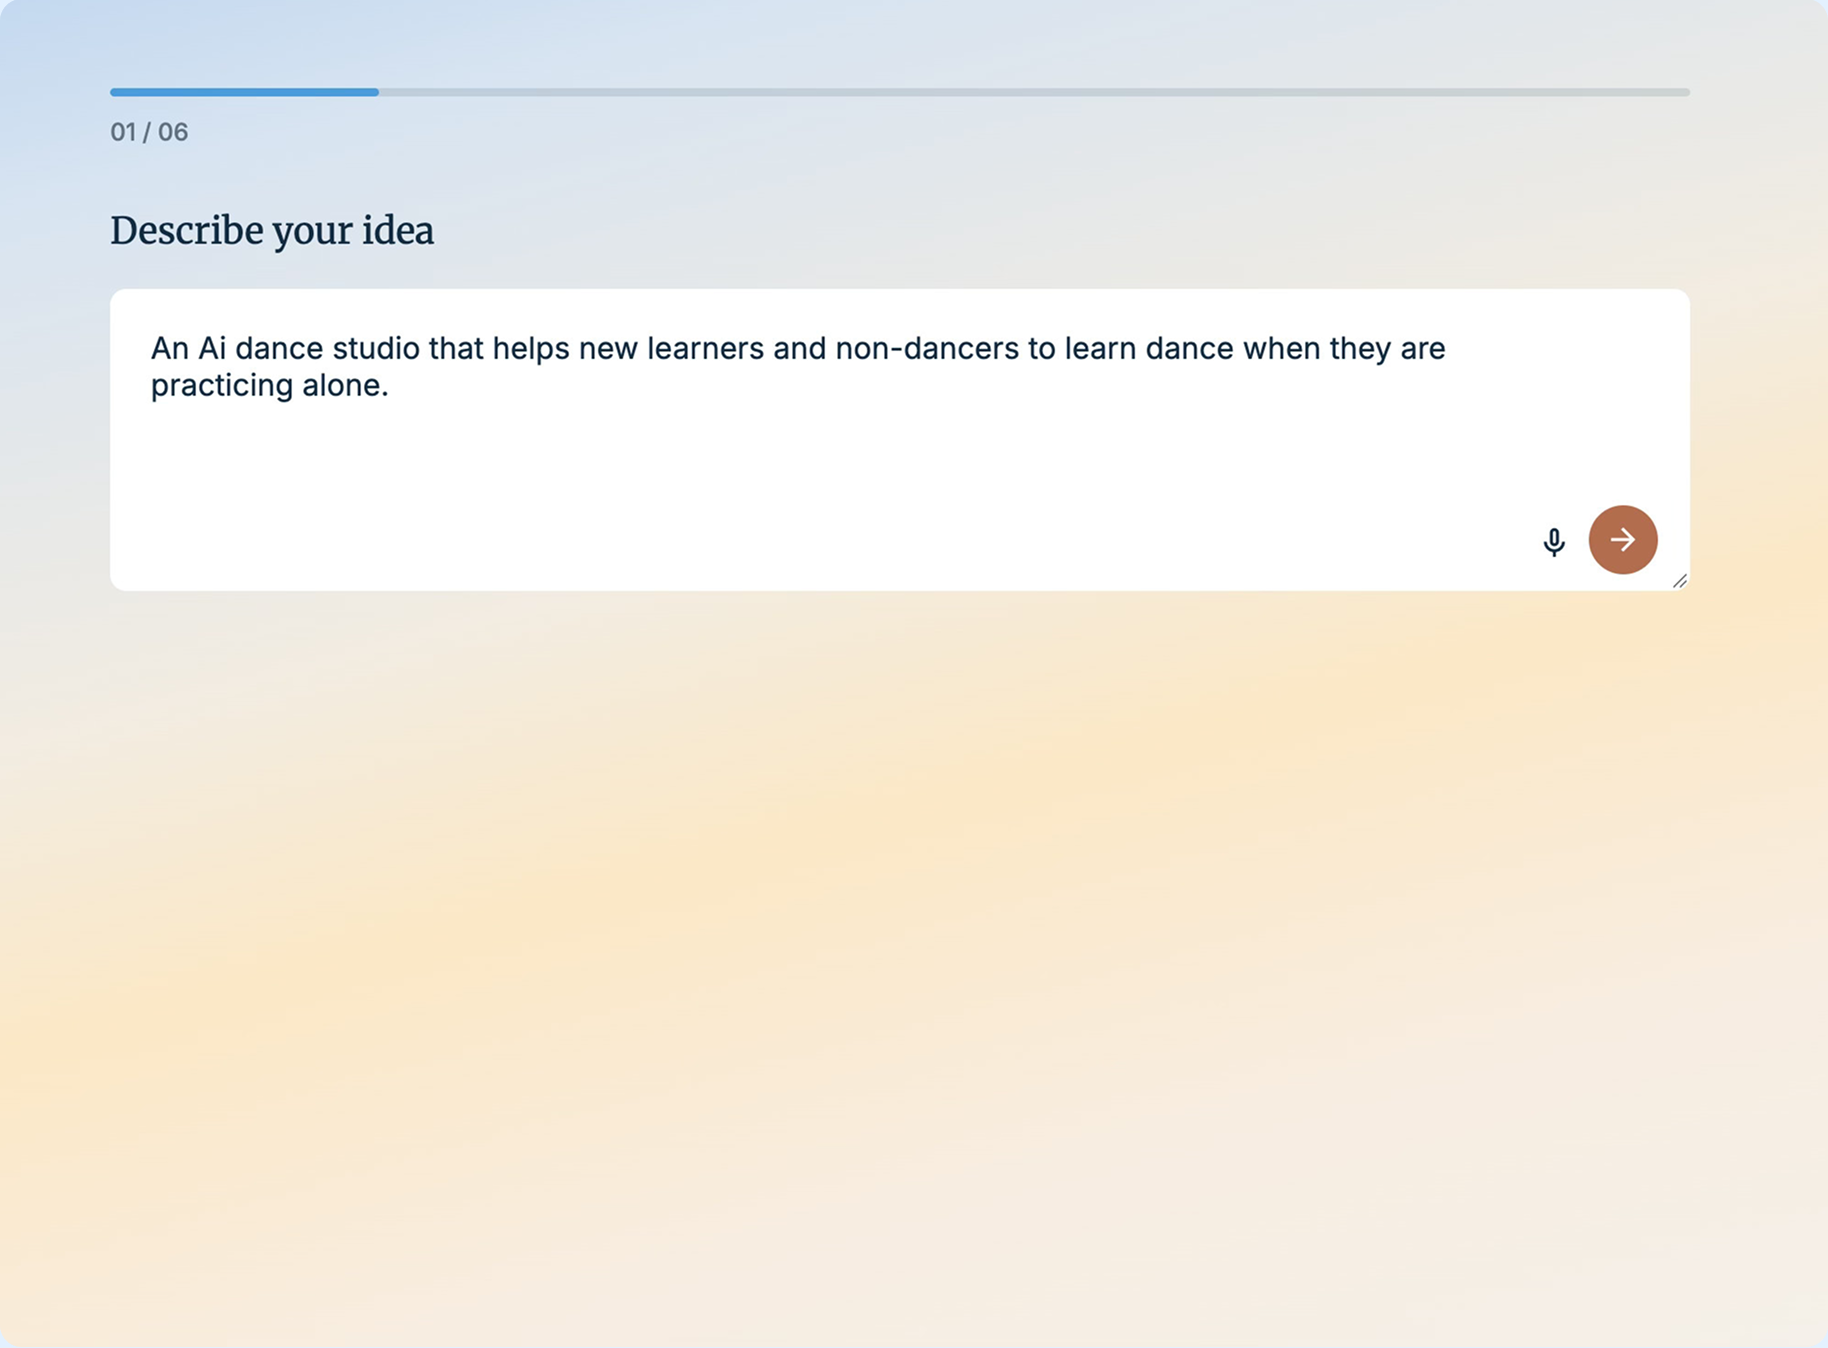 01 / 06
Describe your idea
An Ai dance studio that helps new learners and non-dancers to learn dance when they are
practicing alone.